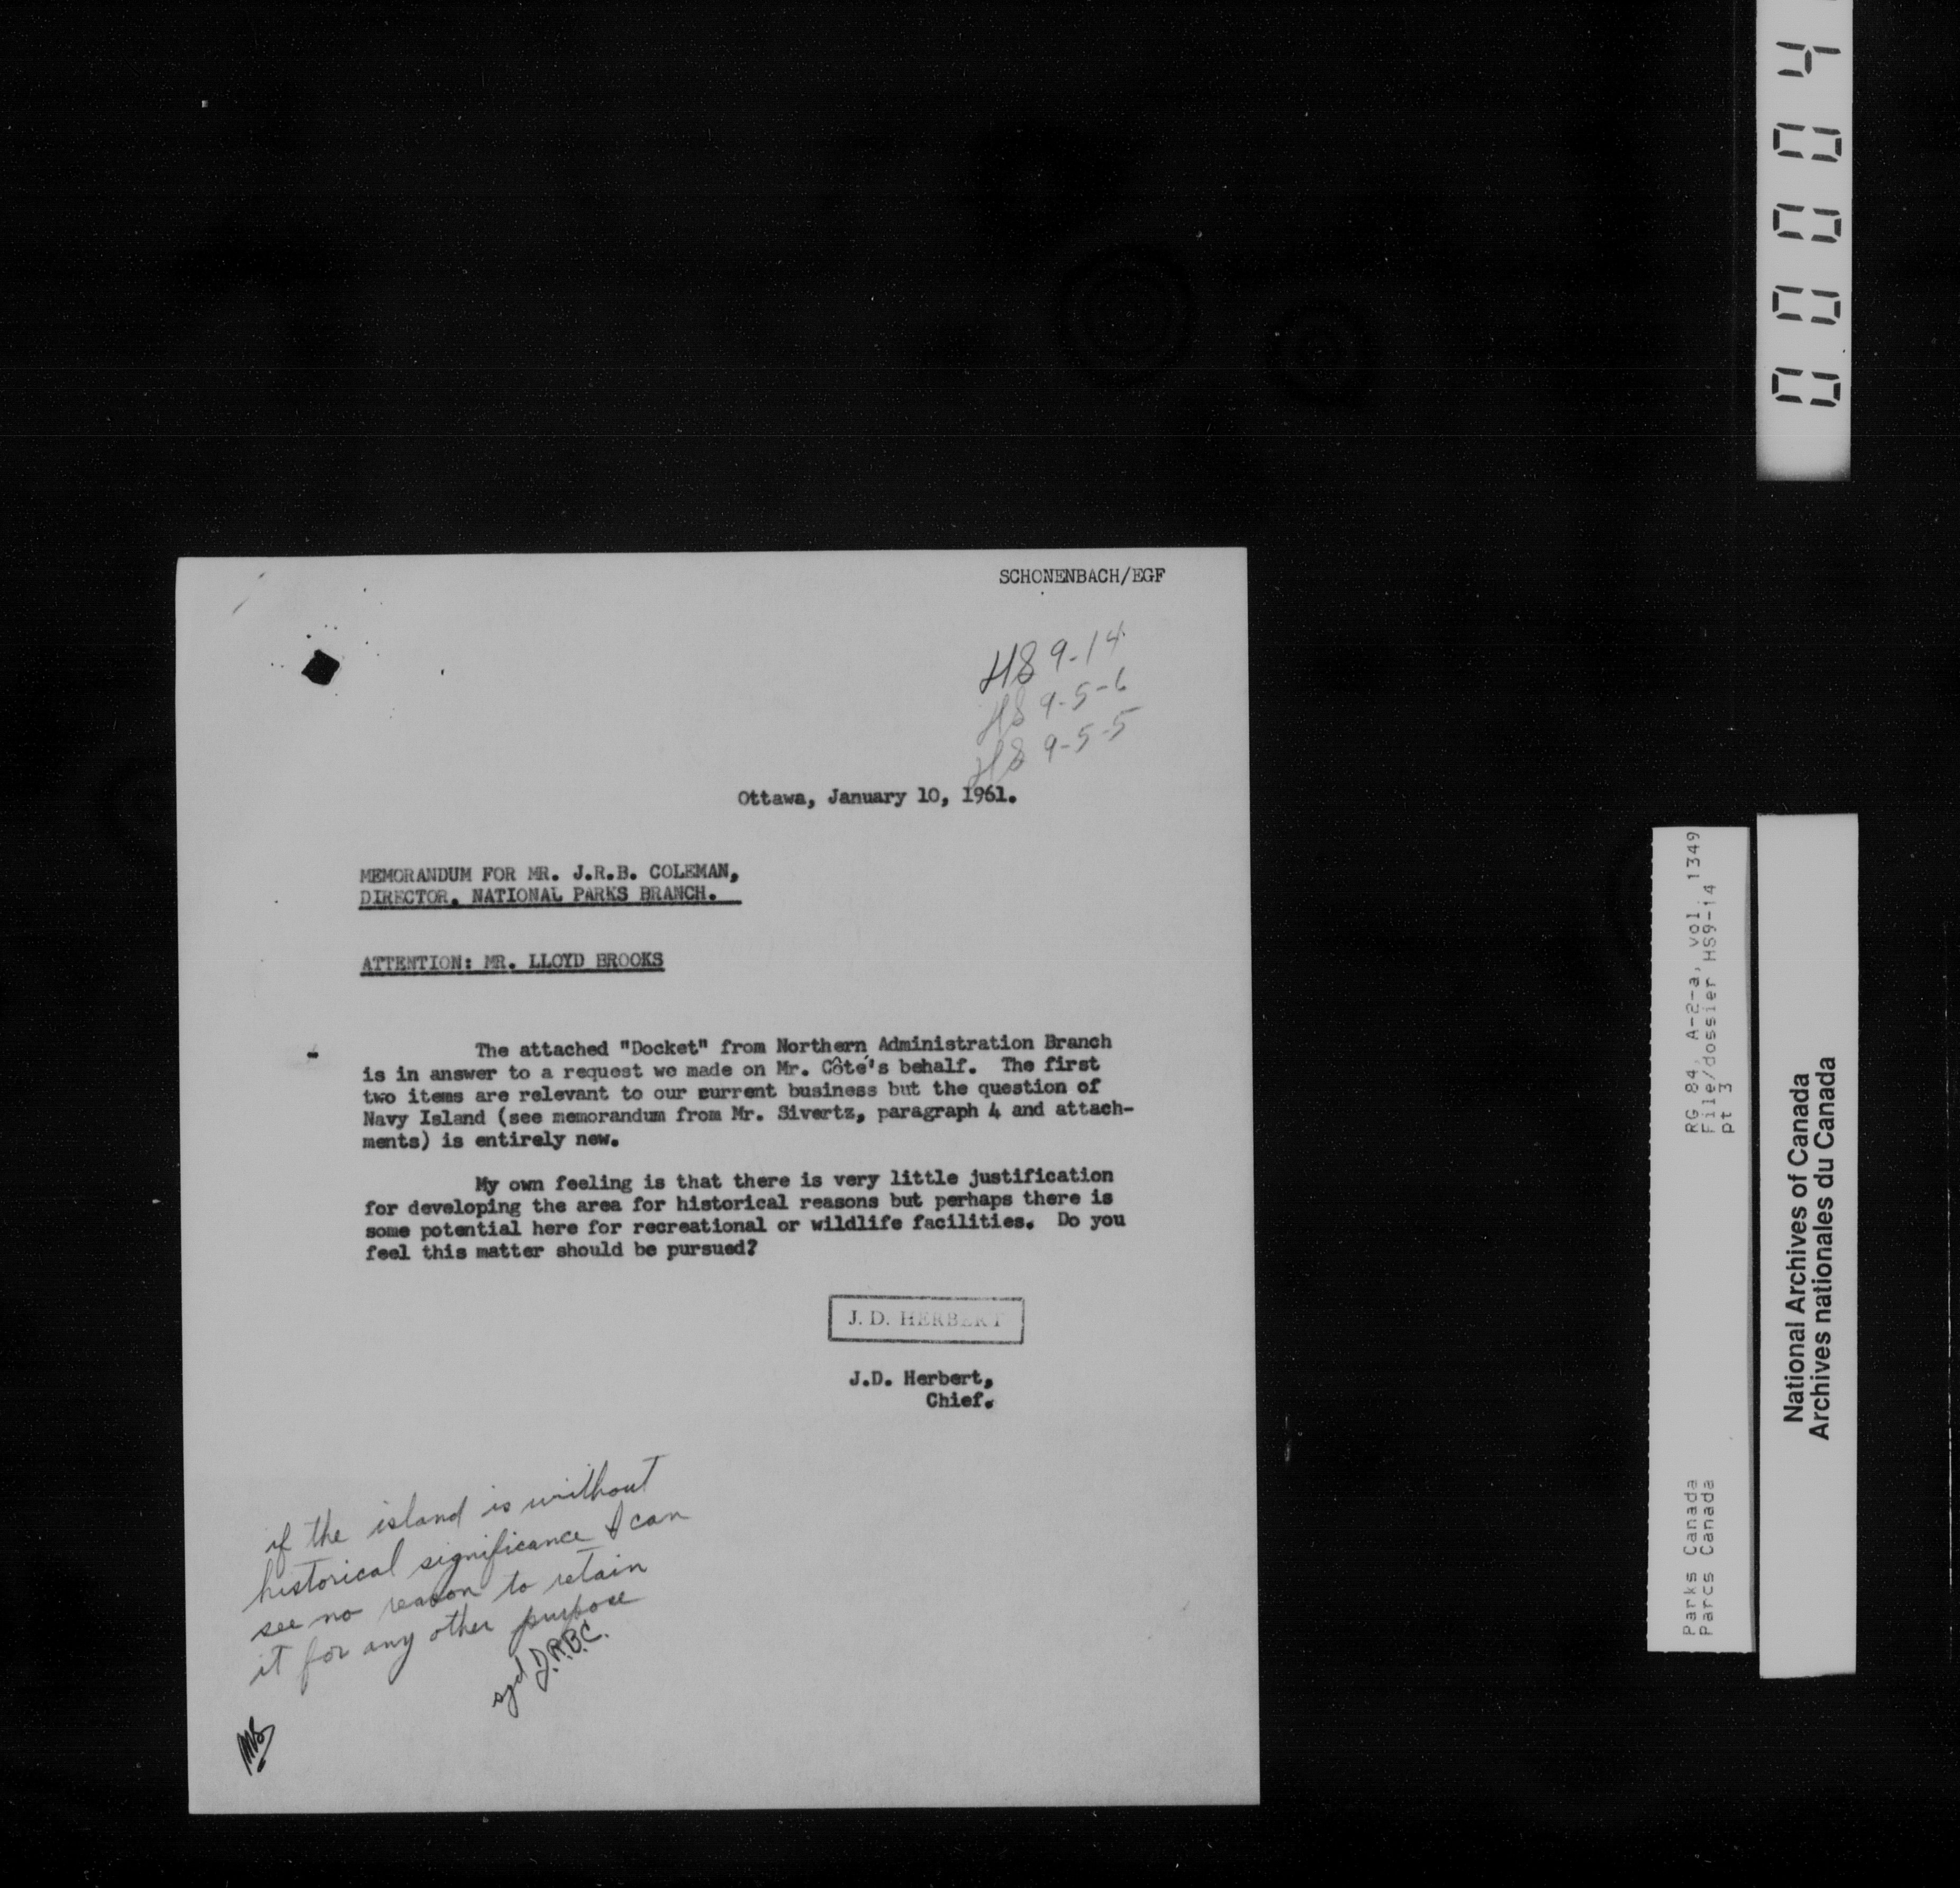 SCHONENBACH/EGF
HS 9-14
HS 9-5-6
HS 9-5-5
Ottawa, January 10, 1961.
MEMORANDUM FOR MR. J.R.B. COLEMAN,
DIRECTOR, NATIONAL PARKS BRANCH.
ATTENTION: MR. LLOYD BROOKS
The attached "Docket" from Northern Administration Branch
is in answer to a request we made on Mr. Côté's behalf. The first
two items are relevant to our current business but the question of
Navy Island (see memorandum from Mr. Sivertz, paragraph 4 and attach-
ments) is entirely new.
My own feeling is that there is very little justification
for developing the area for historical reasons but perhaps there is
some potential here for recreational or wildlife facilities. Do you
feel this matter should be pursued?
J. D. HERBERT
J.D. Herbert,
Chief.
if the island is without
historical significance I can
see no reason to retain
it for any other purpose
sgd J.R.B.C.
00004
RG 84, A-2-a, vol. 1349
File/dossier HS9-14
pt 3
Parks Canada
Parcs Canada
National Archives of Canada
Archives nationales du Canada